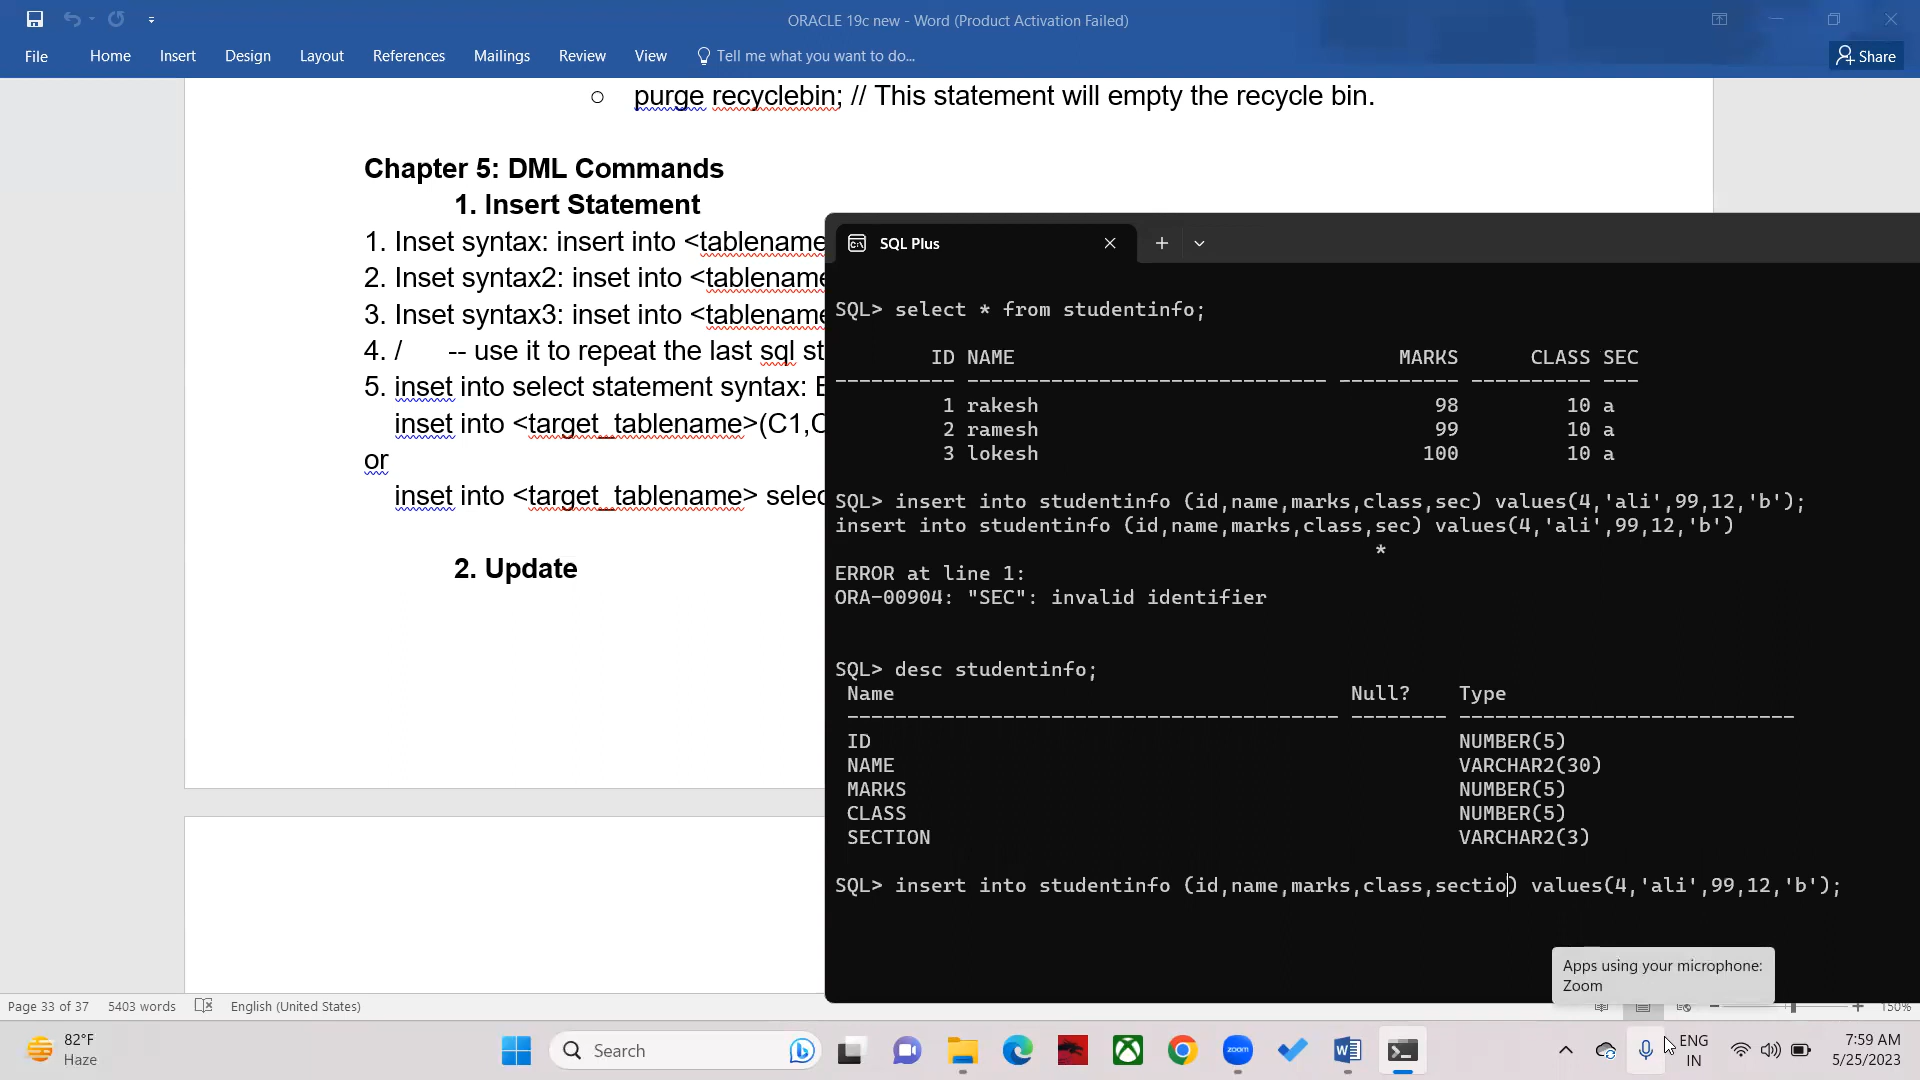 ORACLE 19c new - Word (Product Activation Failed)
File Home Insert Design Layout References Mailings Review View Tell me what you want to do... Share
○ purge recyclebin; // This statement will empty the recycle bin.
Chapter 5: DML Commands
1. Insert Statement
1. Inset syntax: insert into <tablename
2. Inset syntax2: inset into <tablename
3. Inset syntax3: inset into <tablename
4. / -- use it to repeat the last sql st
5. inset into select statement syntax:
inset into <target_tablename>(C1,C
or
inset into <target_tablename> selec
2. Update
SQL Plus
SQL> select * from studentinfo;
ID NAME MARKS CLASS SEC
---------- ------------------------------ ---------- ---------- ---
1 rakesh 98 10 a
2 ramesh 99 10 a
3 lokesh 100 10 a
SQL> insert into studentinfo (id,name,marks,class,sec) values(4,'ali',99,12,'b');
insert into studentinfo (id,name,marks,class,sec) values(4,'ali',99,12,'b')
*
ERROR at line 1:
ORA-00904: "SEC": invalid identifier
SQL> desc studentinfo;
Name Null? Type
----------------------------------------- -------- ----------------------------
ID NUMBER(5)
NAME VARCHAR2(30)
MARKS NUMBER(5)
CLASS NUMBER(5)
SECTION VARCHAR2(3)
SQL> insert into studentinfo (id,name,marks,class,sectio) values(4,'ali',99,12,'b');
Apps using your microphone:
Zoom
Page 33 of 37 5403 words English (United States) 150%
82°F
Haze
Search
zoom
ENG
IN
7:59 AM
5/25/2023